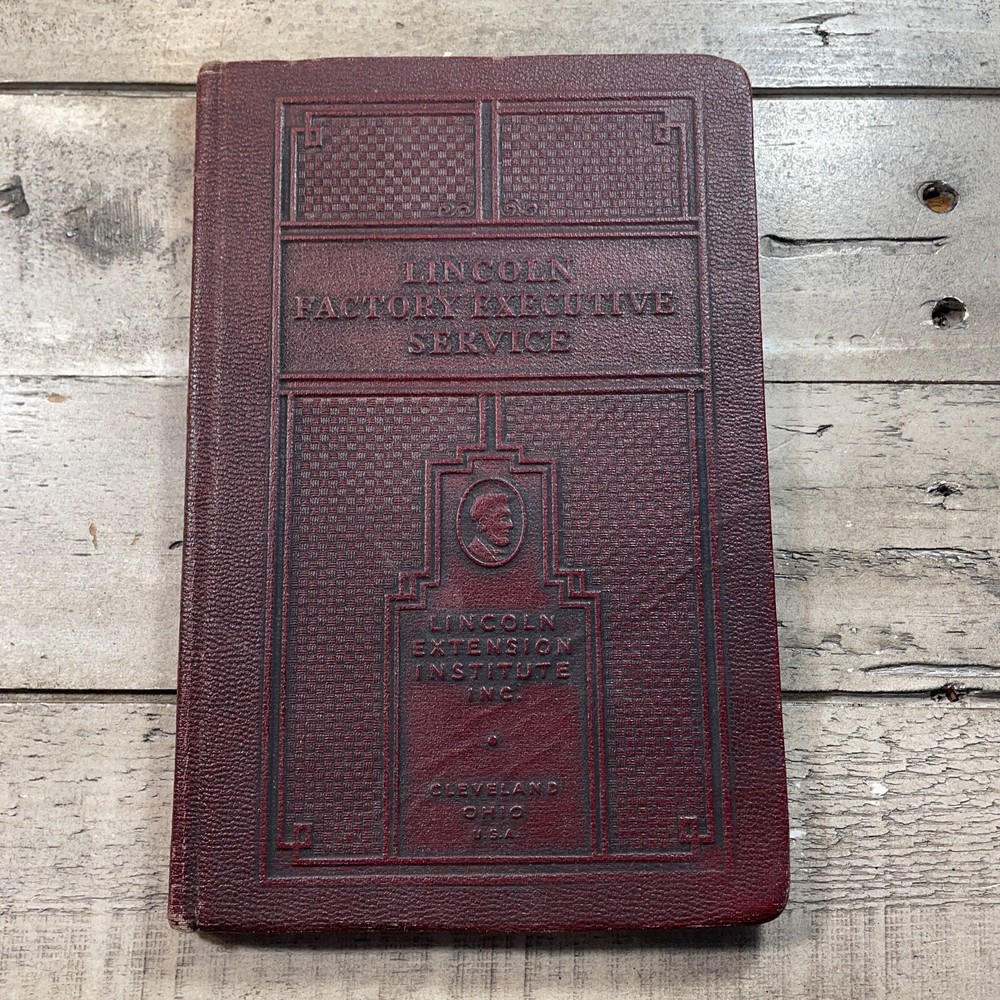 LINCOLN
FACTORY EXECUTIVE
SERVICE
LINCOLN
EXTENSION
INSTITUTE
INC.
CLEVELAND
OHIO
U.S.A.